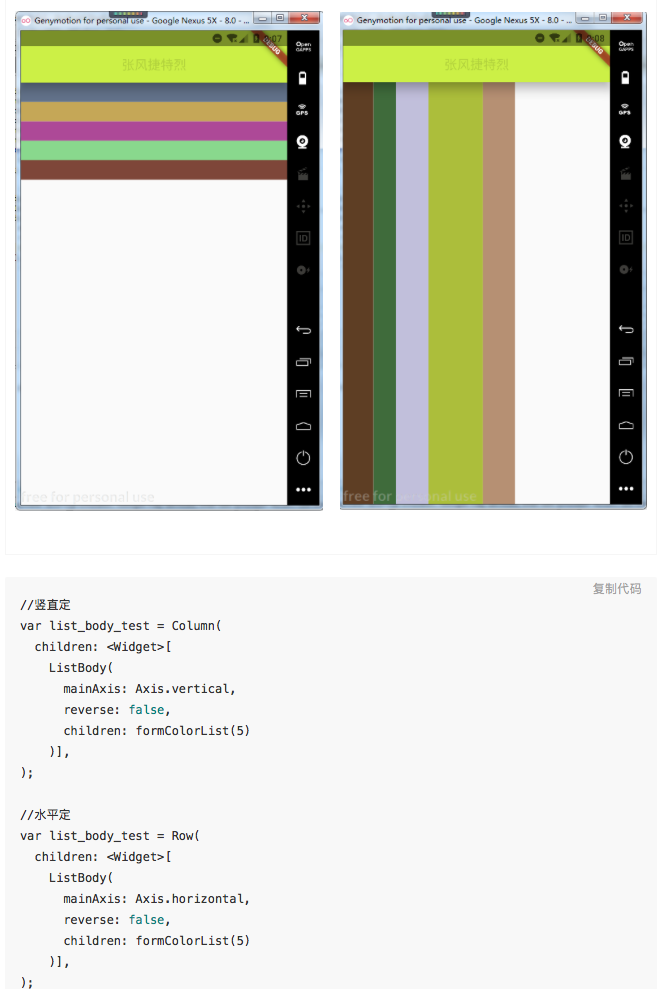 Genymotion for personal use - Google Nexus 5X - 8.0 - ...
Genymotion for personal use - Google Nexus 5X - 8.0 - ...
9:07
9:08
DEBUG
张风捷特烈
张风捷特烈
Open
GAPPS
GPS
ID
Open
GAPPS
GPS
ID
free for personal use
free for personal use
复制代码
//竖直定
var list_body_test = Column(
  children: <Widget>[
    ListBody(
      mainAxis: Axis.vertical,
      reverse: false,
      children: formColorList(5)
    )],
);
//水平定
var list_body_test = Row(
  children: <Widget>[
    ListBody(
      mainAxis: Axis.horizontal,
      reverse: false,
      children: formColorList(5)
    )],
);